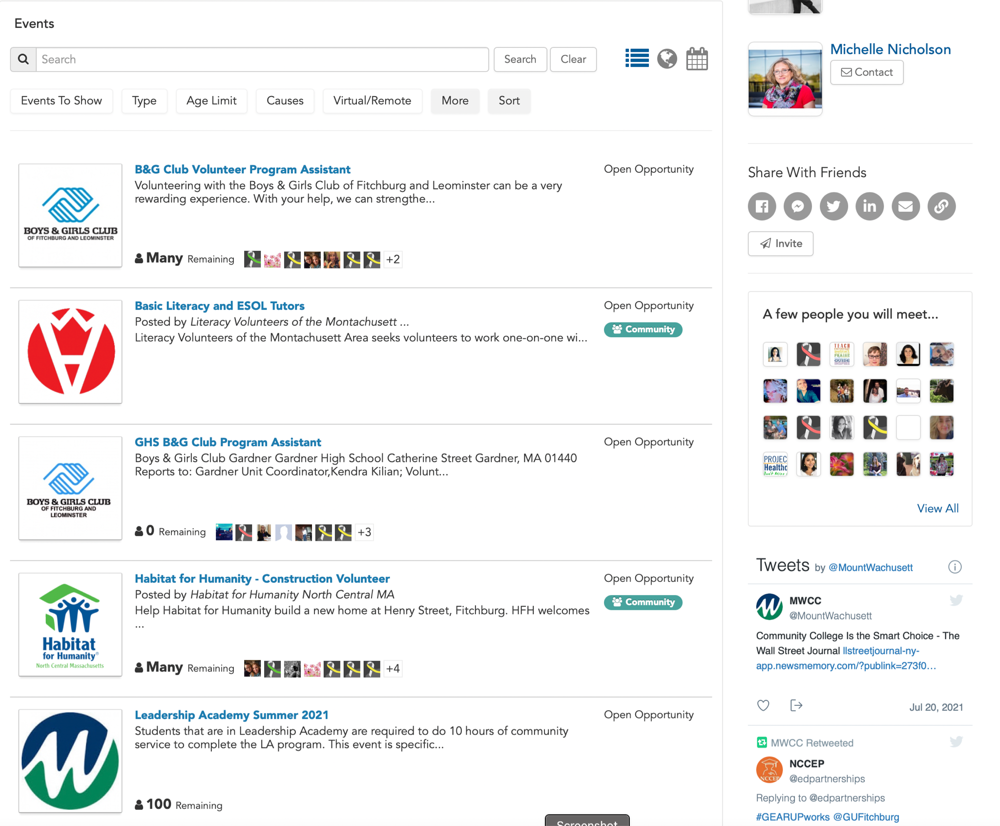 Events
Search
Search
Clear
Events To Show
Type
Age Limit
Causes
Virtual/Remote
More
Sort
BOYS & GIRLS CLUB
OF FITCHBURG AND LEOMINSTER
B&G Club Volunteer Program Assistant
Open Opportunity
Volunteering with the Boys & Girls Club of Fitchburg and Leominster can be a very
rewarding experience. With your help, we can strengthe...
Many Remaining
+2
Basic Literacy and ESOL Tutors
Open Opportunity
Posted by Literacy Volunteers of the Montachusett ...
Community
Literacy Volunteers of the Montachusett Area seeks volunteers to work one-on-one wi...
BOYS & GIRLS CLUB
OF FITCHBURG AND
LEOMINSTER
GHS B&G Club Program Assistant
Open Opportunity
Boys & Girls Club Gardner Gardner High School Catherine Street Gardner, MA 01440
Reports to: Gardner Unit Coordinator,Kendra Kilian; Volunt...
0 Remaining
+3
Habitat
for Humanity®
North Central Massachusetts
Habitat for Humanity - Construction Volunteer
Open Opportunity
Posted by Habitat for Humanity North Central MA
Community
Help Habitat for Humanity build a new home at Henry Street, Fitchburg. HFH welcomes
...
Many Remaining
+4
Leadership Academy Summer 2021
Open Opportunity
Students that are in Leadership Academy are required to do 10 hours of community
service to complete the LA program. This event is specific...
100 Remaining
Michelle Nicholson
Contact
Share With Friends
Invite
A few people you will meet...
TEACH
PRAISE
GUIDE
INSPIRE
PROJEC
Healthc
Don't Miss
View All
Tweets by @MountWachusett
MWCC
@MountWachusett
Community College Is the Smart Choice - The
Wall Street Journal llstreetjournal-ny-
app.newsmemory.com/?publink=273f0…
Jul 20, 2021
MWCC Retweeted
NCCEP
NCCEP
@edpartnerships
Replying to @edpartnerships
#GEARUPworks @GUFitchburg
Screenshot